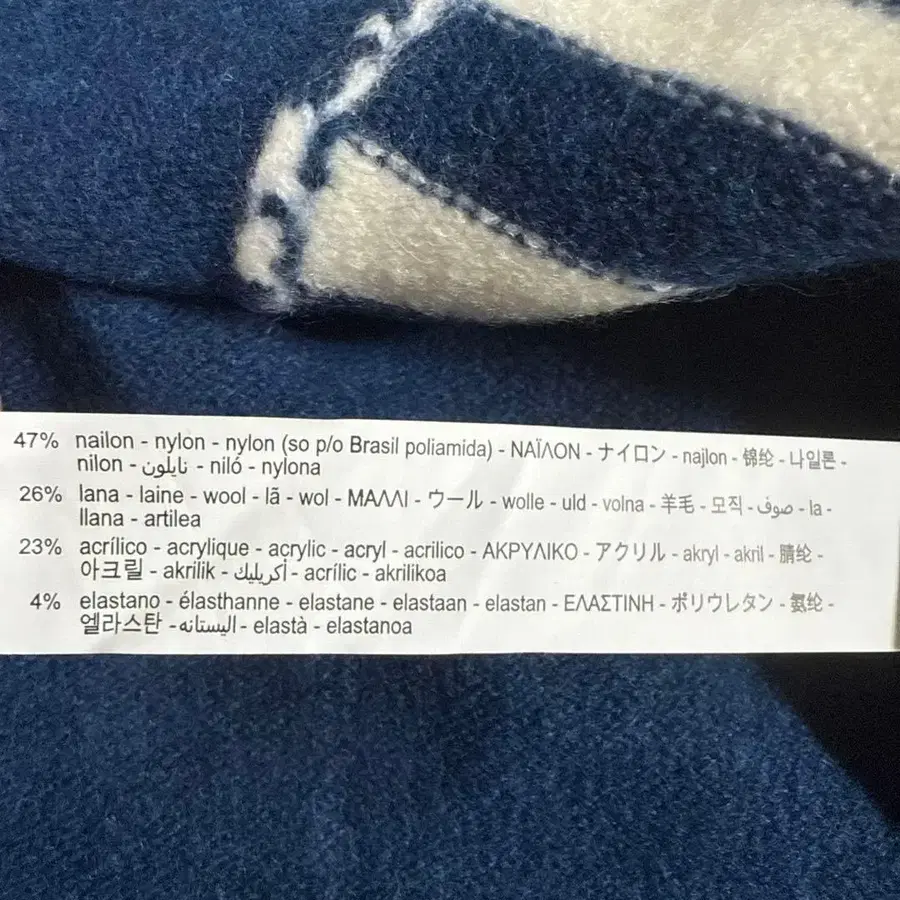 47% nailon - nylon - nylon (so p/o Brasil poliamida) - ΝΑΪΛΟΝ - ナイロン - najlon - 锦纶 - 나일론 -
nilon - نايلون - niló - nylona
26% lana - laine - wool - lã - wol - ΜΑΛΛΙ - ウール - wolle - uld - volna - 羊毛 - 모직 - صوف - la -
llana - artilea
23% acrílico - acrylique - acrylic - acryl - acrilico - ΑΚΡΥΛΙΚΟ - アクリル - akryl - akril - 腈纶 -
아크릴 - akrilik - أكريليك - acrílic - akrilikoa
4% elastano - élasthanne - elastane - elastaan - elastan - ΕΛΑΣΤΙΝΗ - ポリウレタン - 氨纶 -
엘라스탄 - اليستانه - elastà - elastanoa